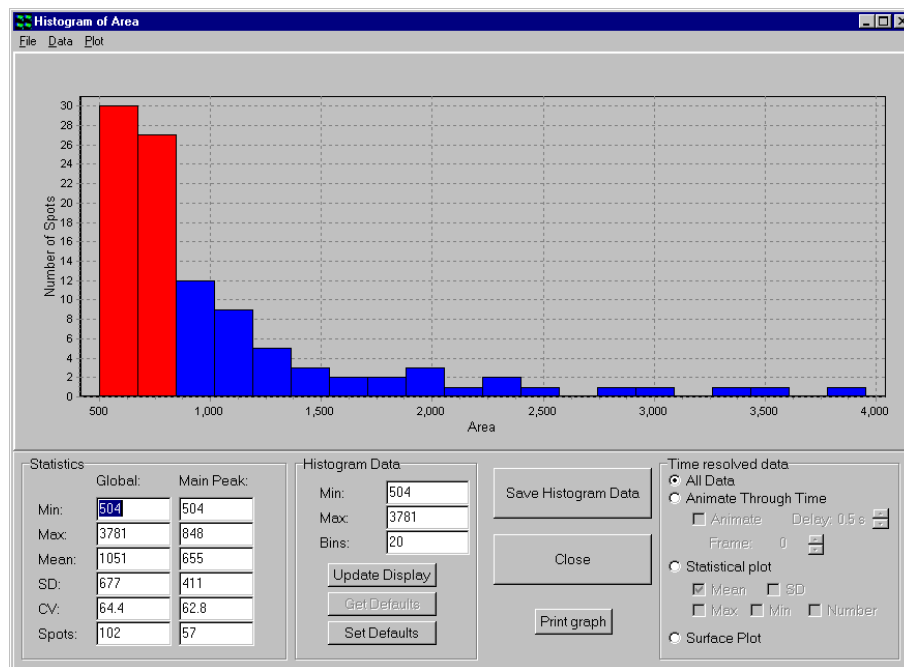 Histogram of Area
File Data Plot
30
28
26
24
22
20
18
16
14
12
10
8
6
4
2
0
Number of Spots
500 1,000 1,500 2,000 2,500 3,000 3,500 4,000
Area
Statistics
Global: Main Peak:
Min: 504 504
Max: 3781 848
Mean: 1051 655
SD: 677 411
CV: 64.4 62.8
Spots: 102 57
Histogram Data
Min: 504
Max: 3781
Bins: 20
Update Display
Get Defaults
Set Defaults
Save Histogram Data
Close
Print graph
Time resolved data
All Data
Animate Through Time
Animate Delay: 0.5 s
Frame: 0
Statistical plot
Mean SD
Max Min Number
Surface Plot